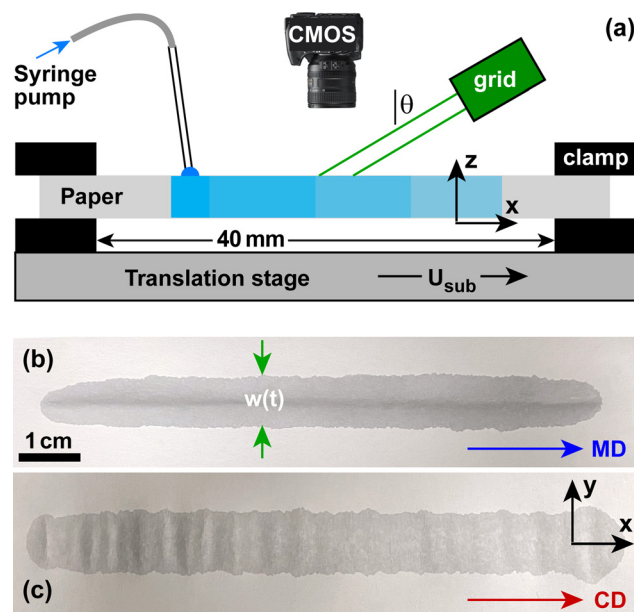 (a)
CMOS
Syringe
pump
θ
grid
clamp
Paper
z
x
40 mm
Translation stage
U_sub
(b)
w(t)
1 cm
MD
y
x
(c)
CD